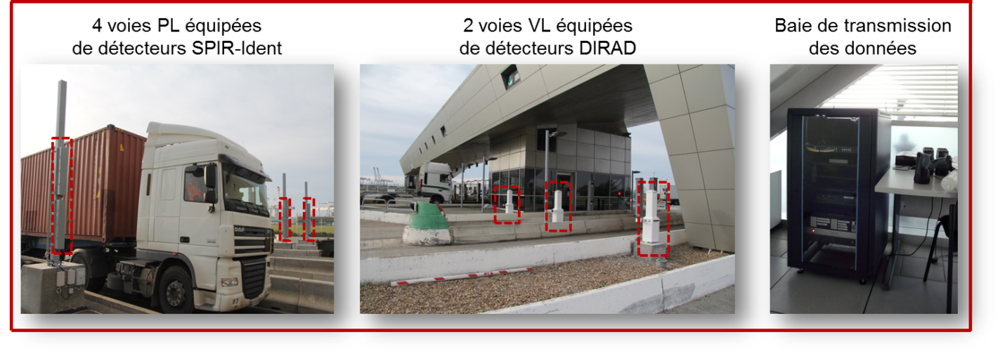 4 voies PL équipées
de détecteurs SPIR-Ident
2 voies VL équipées
de détecteurs DIRAD
Baie de transmission
des données
DAF